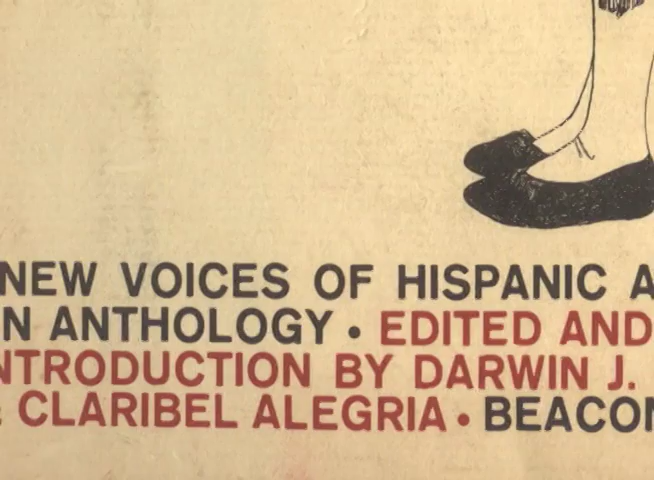 NEW VOICES OF HISPANIC A
N ANTHOLOGY • EDITED AND
NTRODUCTION BY DARWIN J.
& CLARIBEL ALEGRIA • BEACON